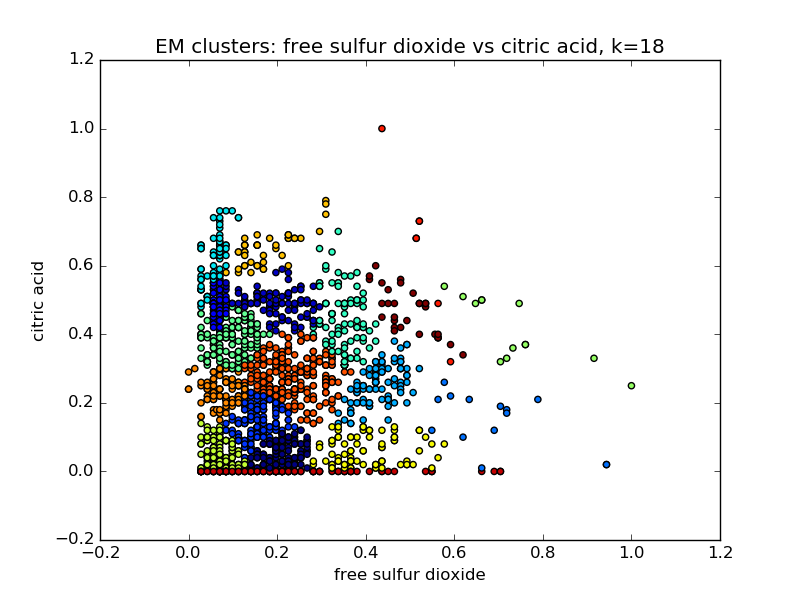 EM clusters: free sulfur dioxide vs citric acid, k=18
1.2
1.0
0.8
0.6
0.4
0.2
0.0
−0.2
citric acid
−0.2 0.0 0.2 0.4 0.6 0.8 1.0 1.2
free sulfur dioxide